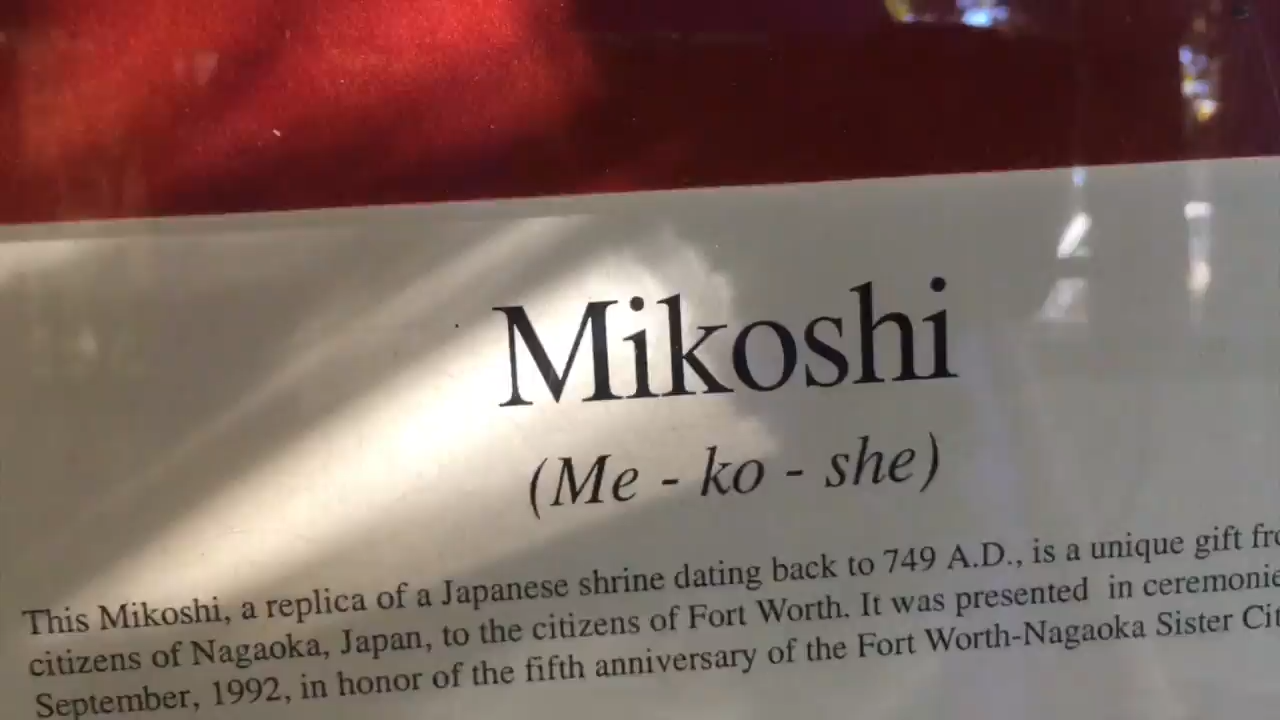 Mikoshi
(Me - ko - she)
This Mikoshi, a replica of a Japanese shrine dating back to 749 A.D., is a unique gift
citizens of Nagaoka, Japan, to the citizens of Fort Worth. It was presented in
September, 1992, in honor of the fifth anniversary of the Fort Worth-Nagaoka Sister